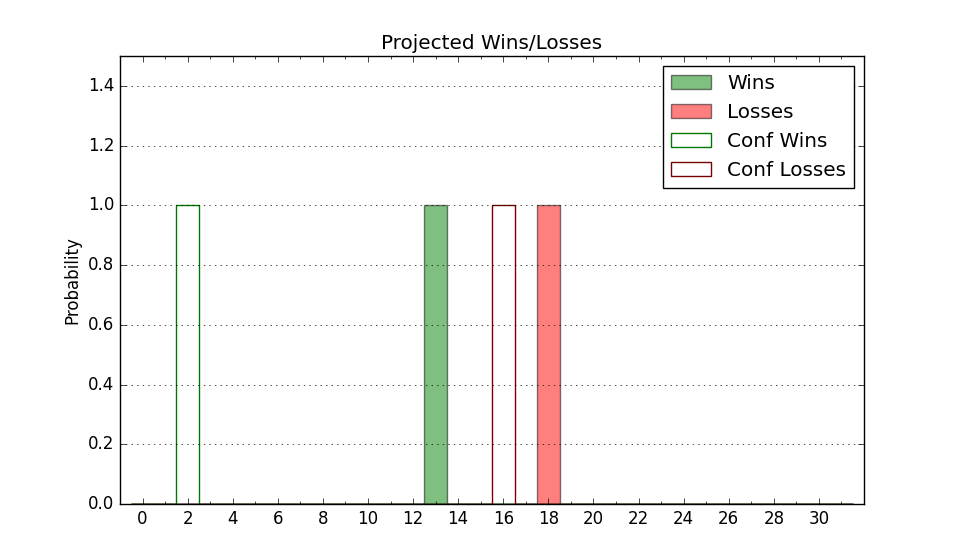 Projected Wins/Losses
Wins
Losses
Conf Wins
Conf Losses
Probability
1.4
1.2
1.0
0.8
0.6
0.4
0.2
0.0
0 2 4 6 8 10 12 14 16 18 20 22 24 26 28 30